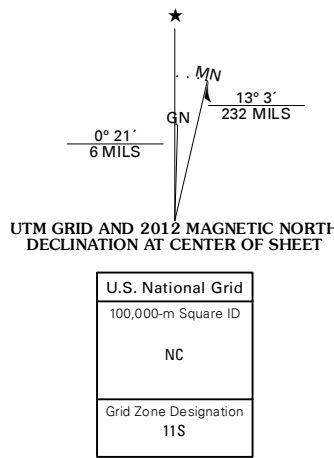 ★
MN
GN
13° 3´
232 MILS
0° 21´
6 MILS
UTM GRID AND 2012 MAGNETIC NORTH
DECLINATION AT CENTER OF SHEET
U.S. National Grid
100,000-m Square ID
NC
Grid Zone Designation
11S